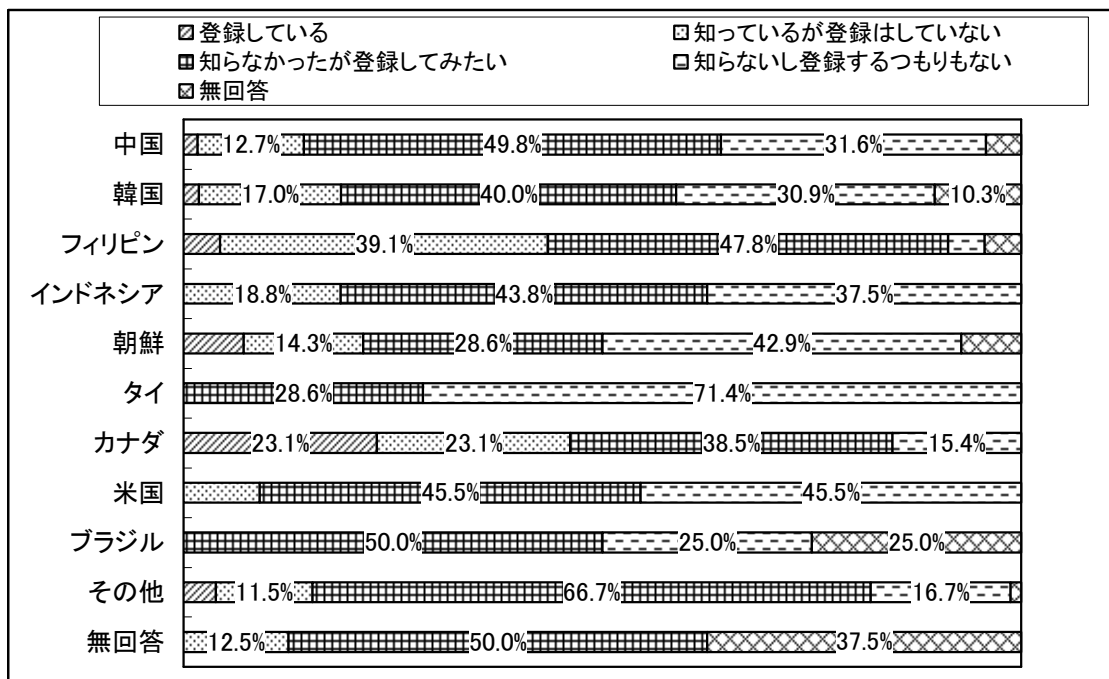 登録している 知っているが登録はしていない
知らなかったが登録してみたい 知らないし登録するつもりもない
無回答
中国 12.7% 49.8% 31.6%
韓国 17.0% 40.0% 30.9% 10.3%
フィリピン 39.1% 47.8%
インドネシア 18.8% 43.8% 37.5%
朝鮮 14.3% 28.6% 42.9%
タイ 28.6% 71.4%
カナダ 23.1% 23.1% 38.5% 15.4%
米国 45.5% 45.5%
ブラジル 50.0% 25.0% 25.0%
その他 11.5% 66.7% 16.7%
無回答 12.5% 50.0% 37.5%